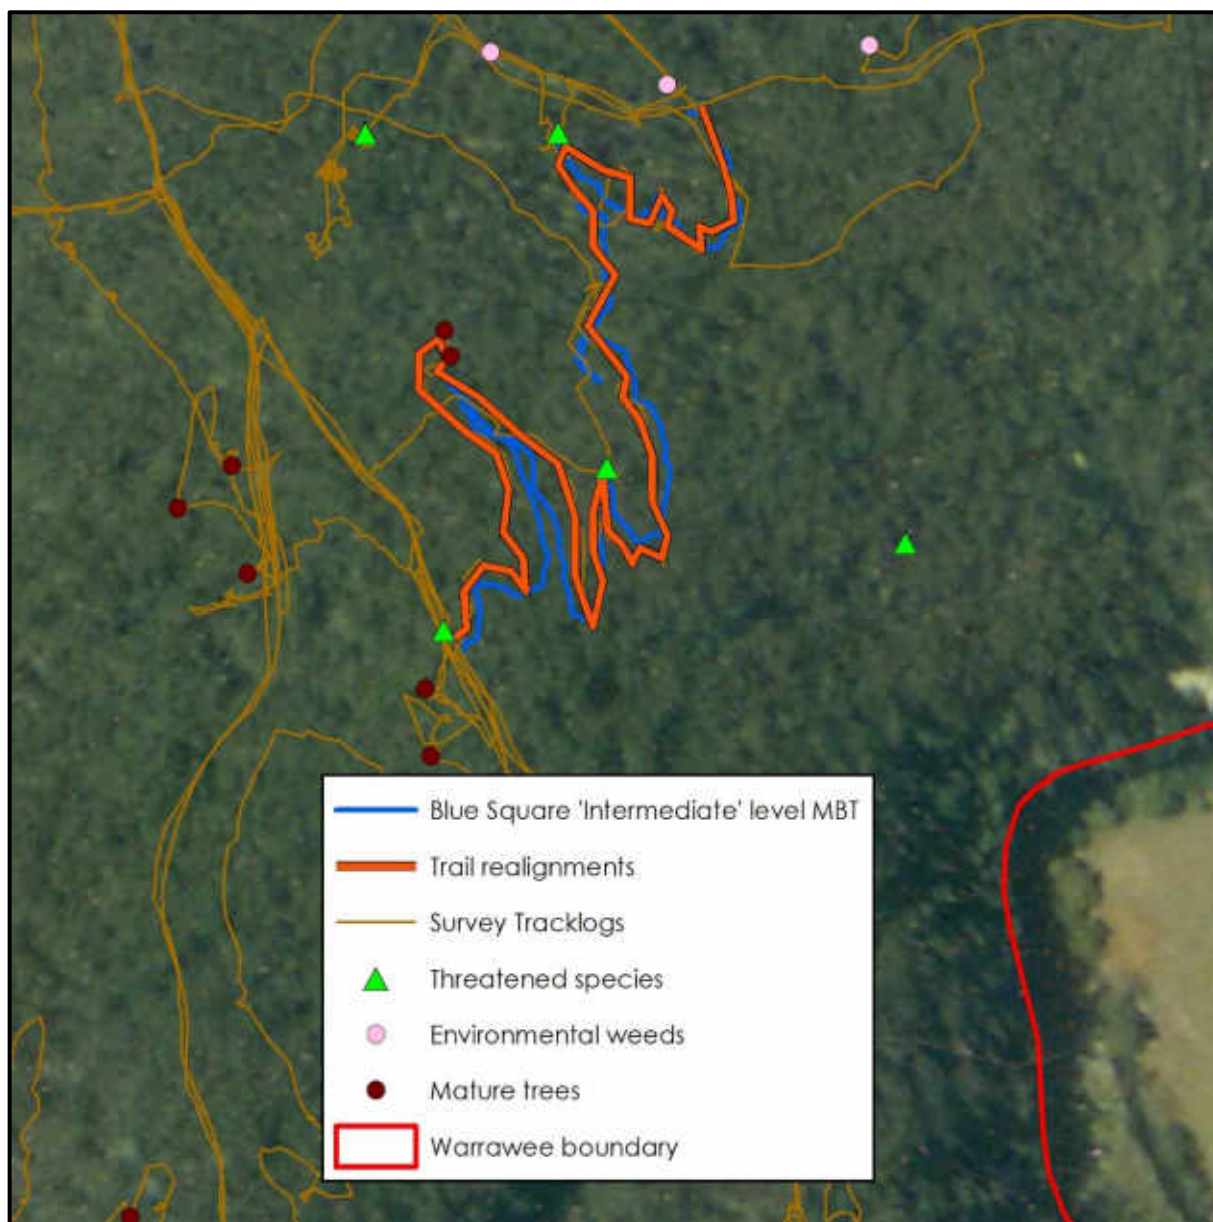 Blue Square 'Intermediate' level MBT
Trail realignments
Survey Tracklogs
Threatened species
Environmental weeds
Mature trees
Warrawee boundary